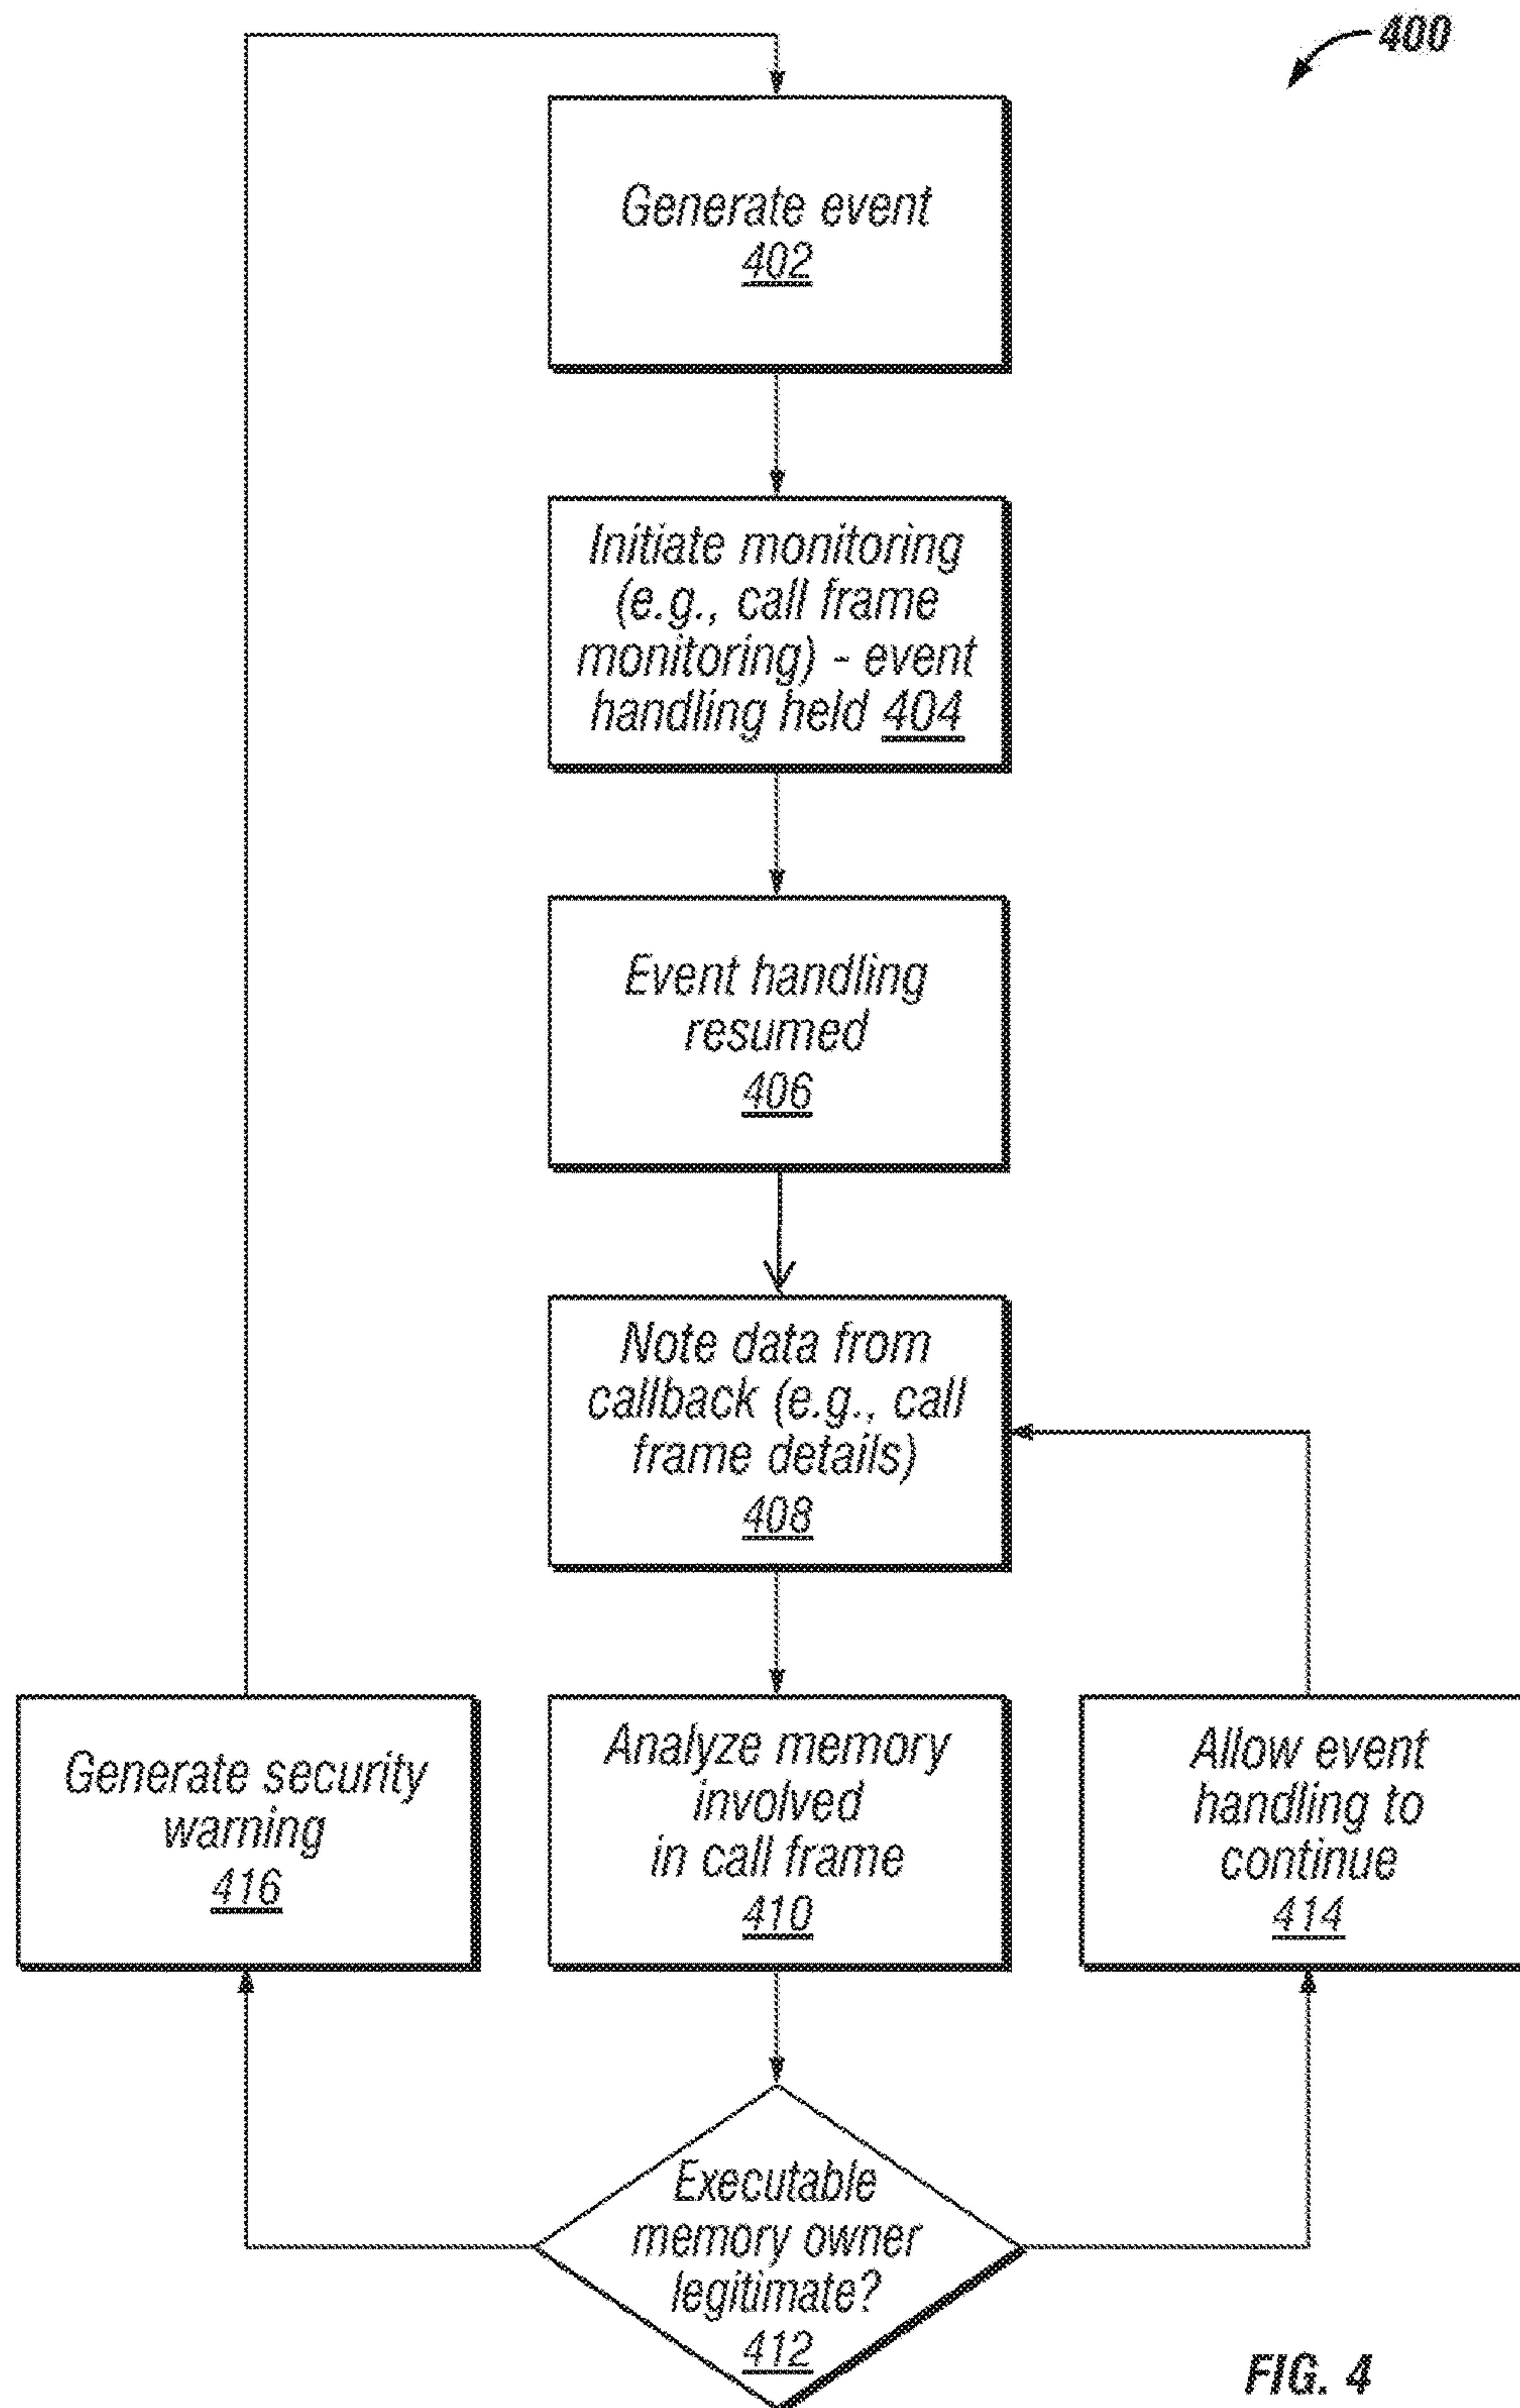 400
Generate event
402
Initiate monitoring
(e.g., call frame
monitoring) - event
handling held 404
Event handling
resumed
406
Note data from
callback (e.g., call
frame details)
408
Generate security
warning
416
Analyze memory
involved
in call frame
410
Allow event
handling to
continue
414
Executable
memory owner
legitimate?
412
FIG. 4